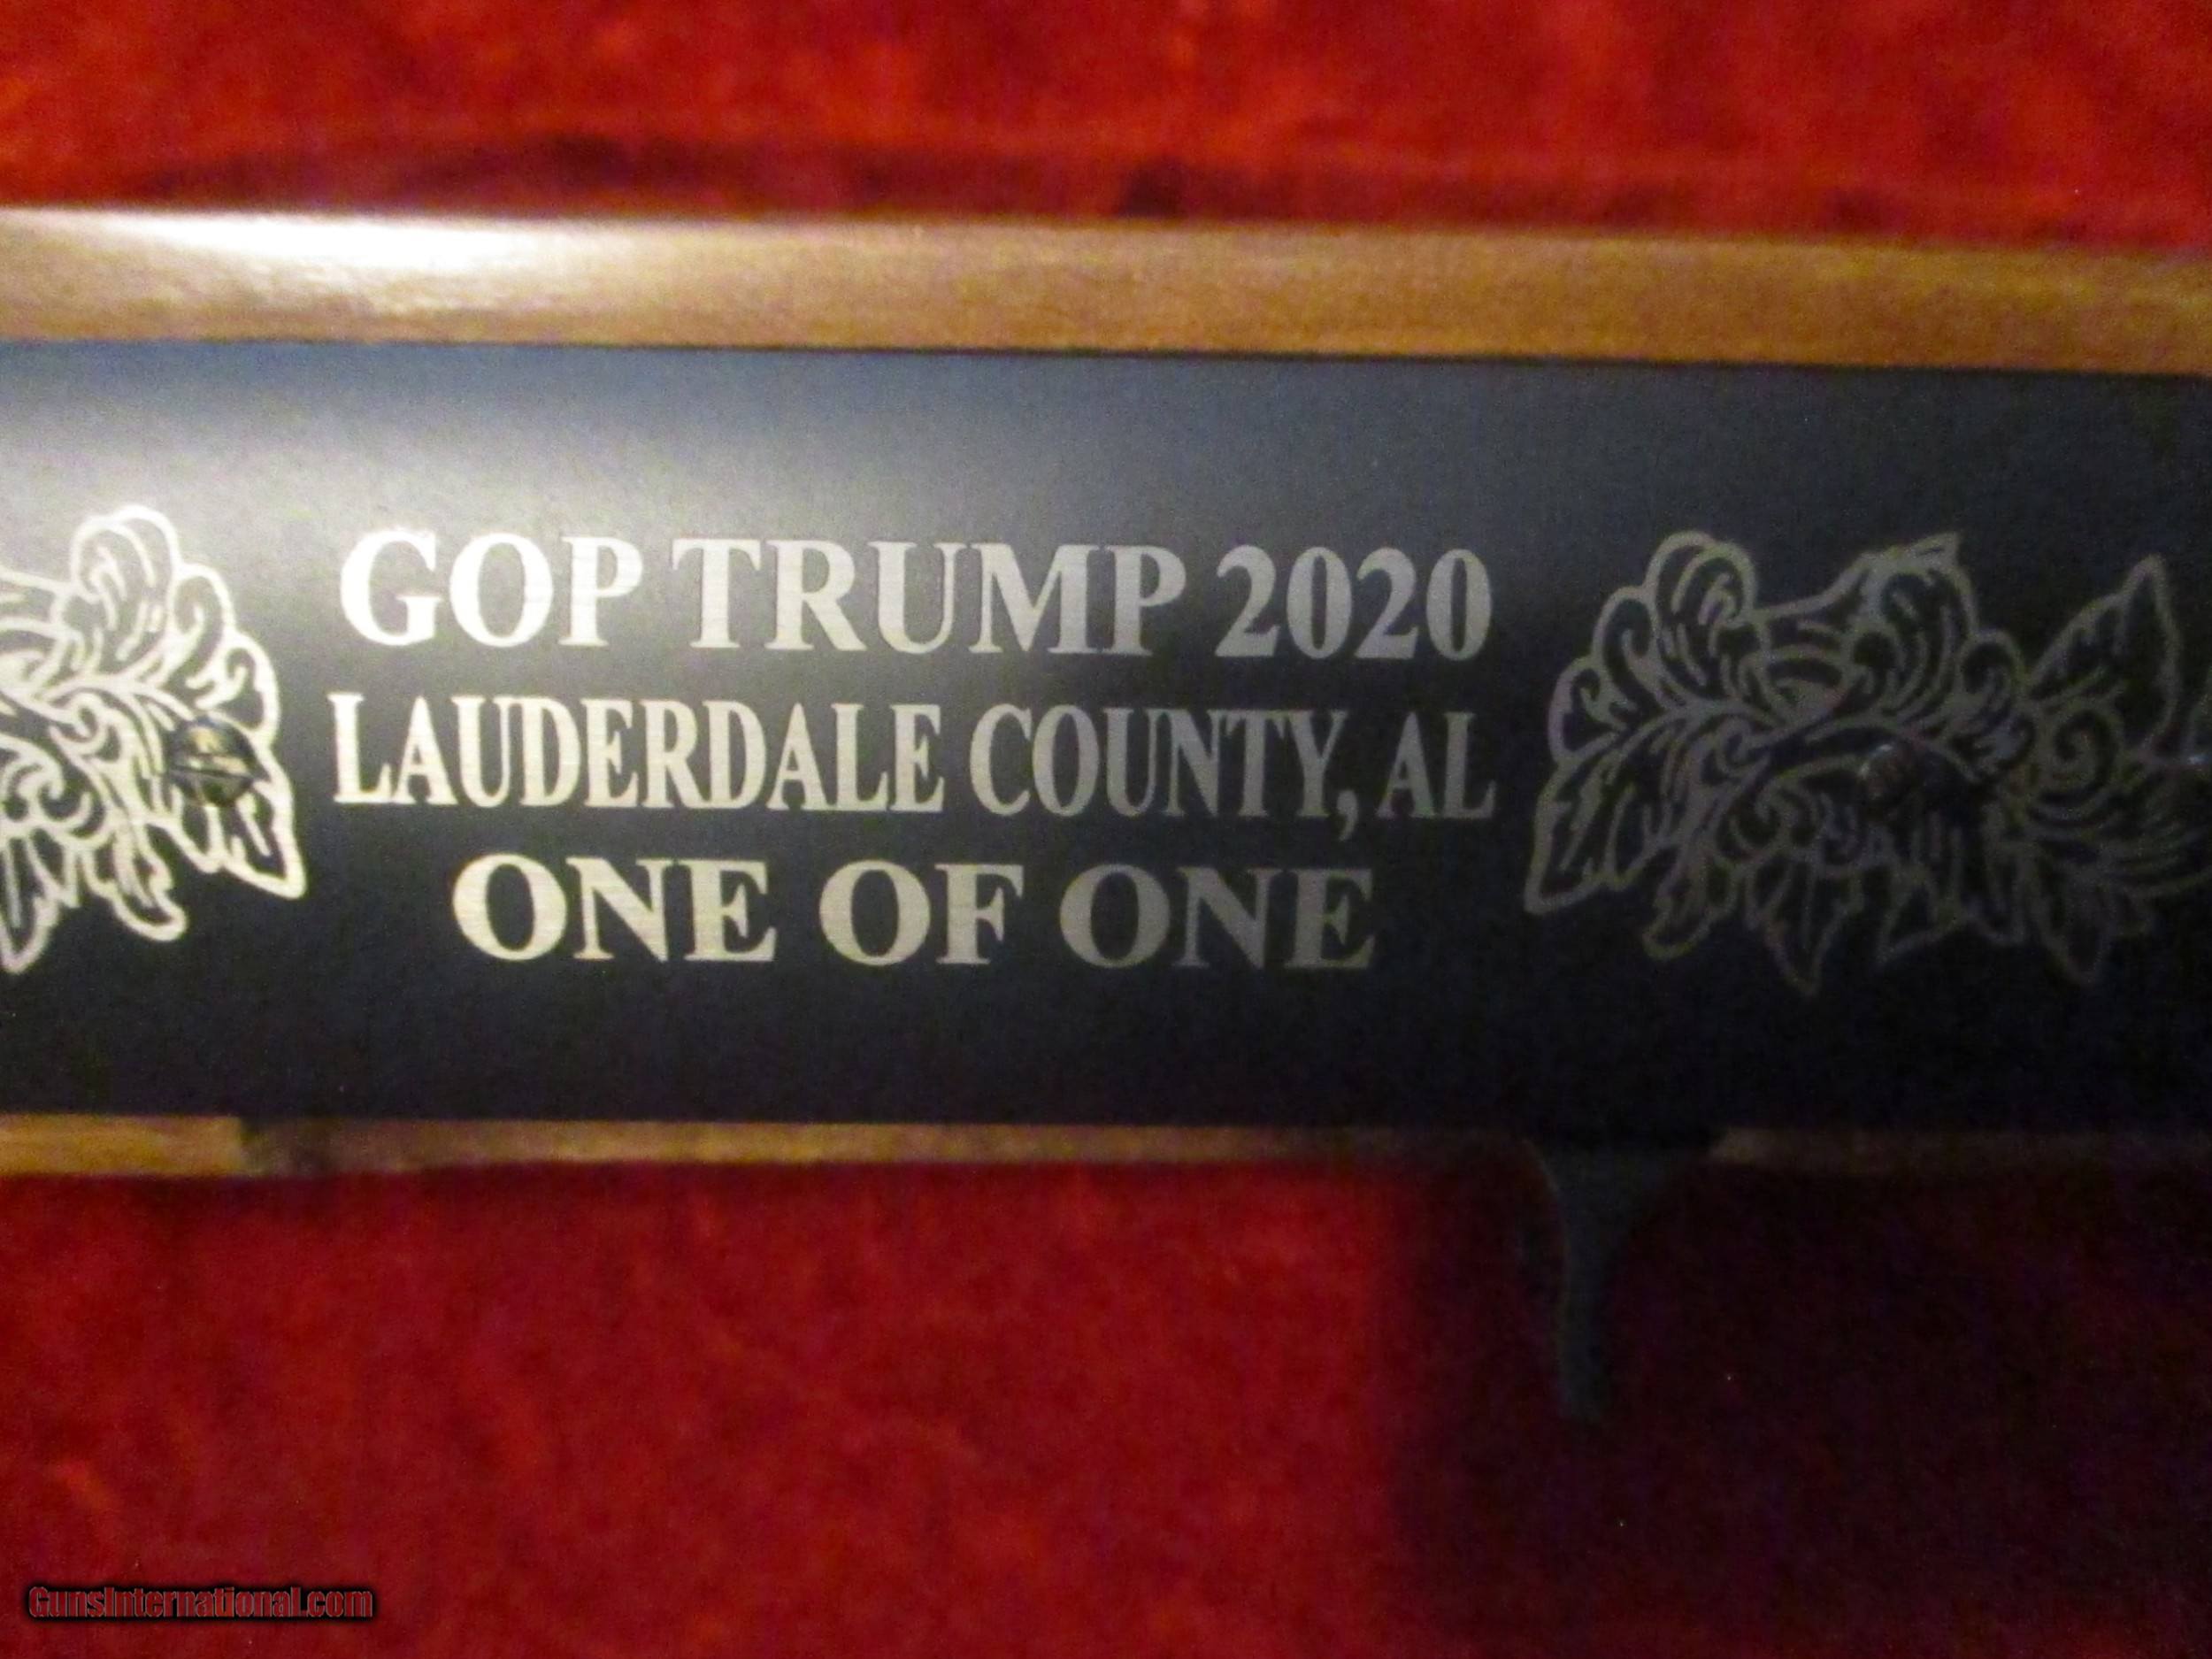 GOP TRUMP 2020
LAUDERDALE COUNTY, AL
ONE OF ONE
GunsInternational.com